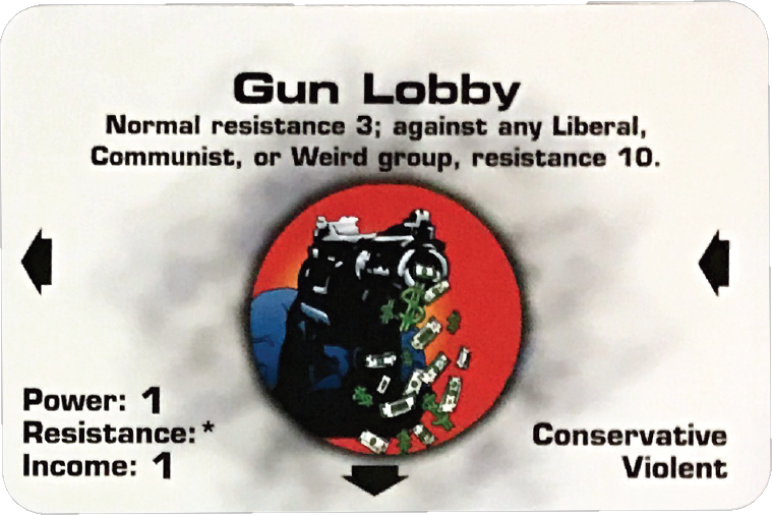 Gun Lobby
Normal resistance 3; against any Liberal,
Communist, or Weird group, resistance 10.
Power: 1
Resistance:*
Income: 1
Conservative
Violent